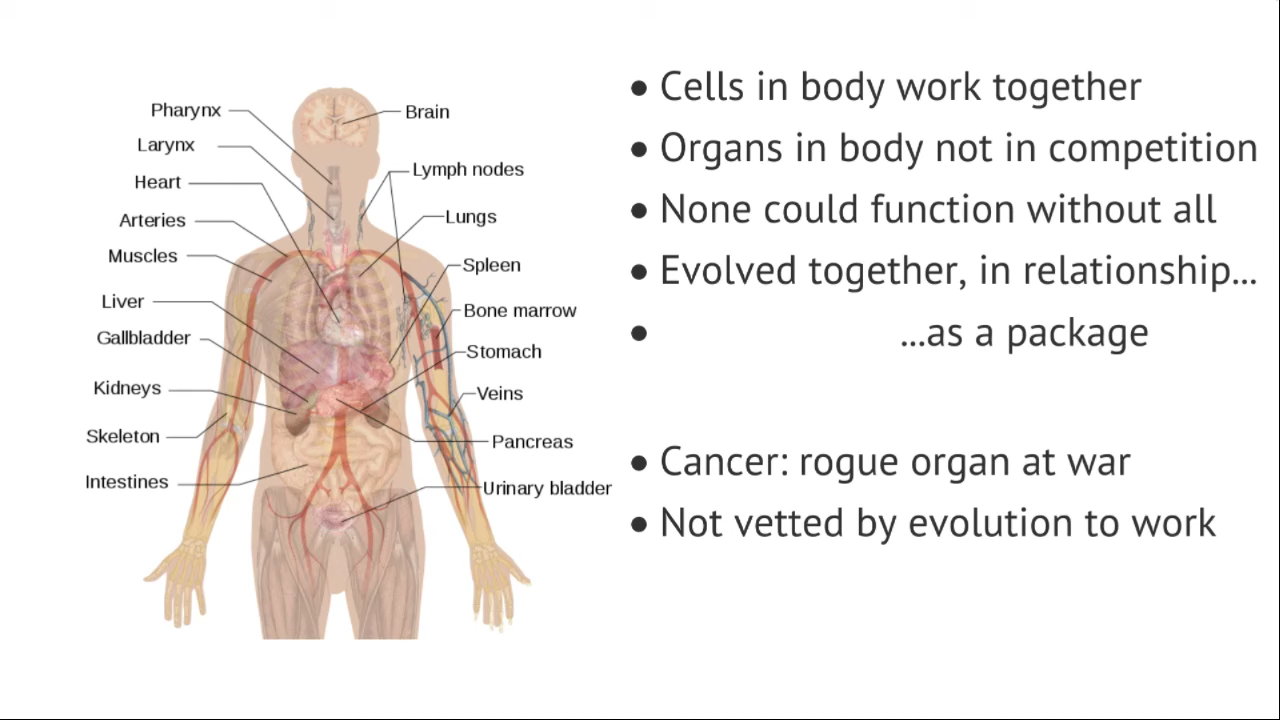 Pharynx
Larynx
Heart
Arteries
Muscles
Liver
Gallbladder
Kidneys
Skeleton
Intestines
Brain
Lymph nodes
Lungs
Spleen
Bone marrow
Stomach
Veins
Pancreas
Urinary bladder
• Cells in body work together
• Organs in body not in competition
• None could function without all
• Evolved together, in relationship...
• ...as a package
• Cancer: rogue organ at war
• Not vetted by evolution to work